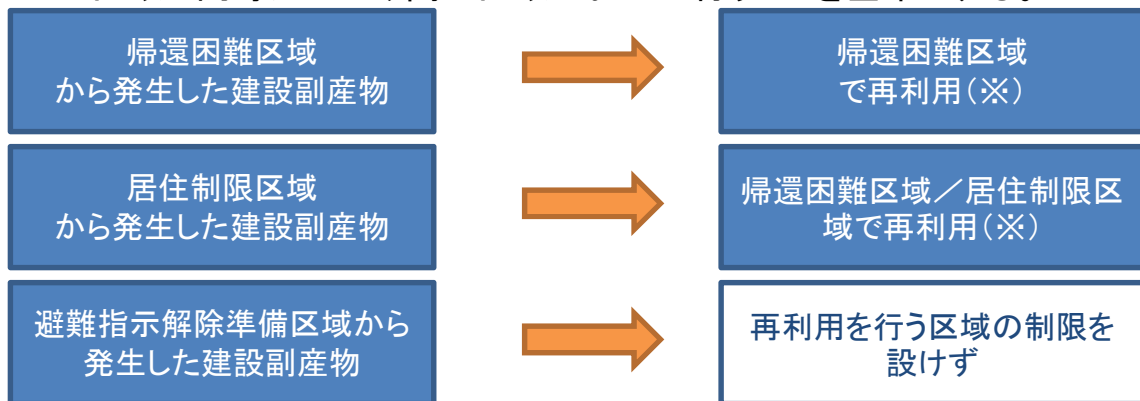 帰還困難区域
から発生した建設副産物
帰還困難区域
で再利用(※)
居住制限区域
から発生した建設副産物
帰還困難区域／居住制限区
域で再利用(※)
避難指示解除準備区域から
発生した建設副産物
再利用を行う区域の制限を
設けず